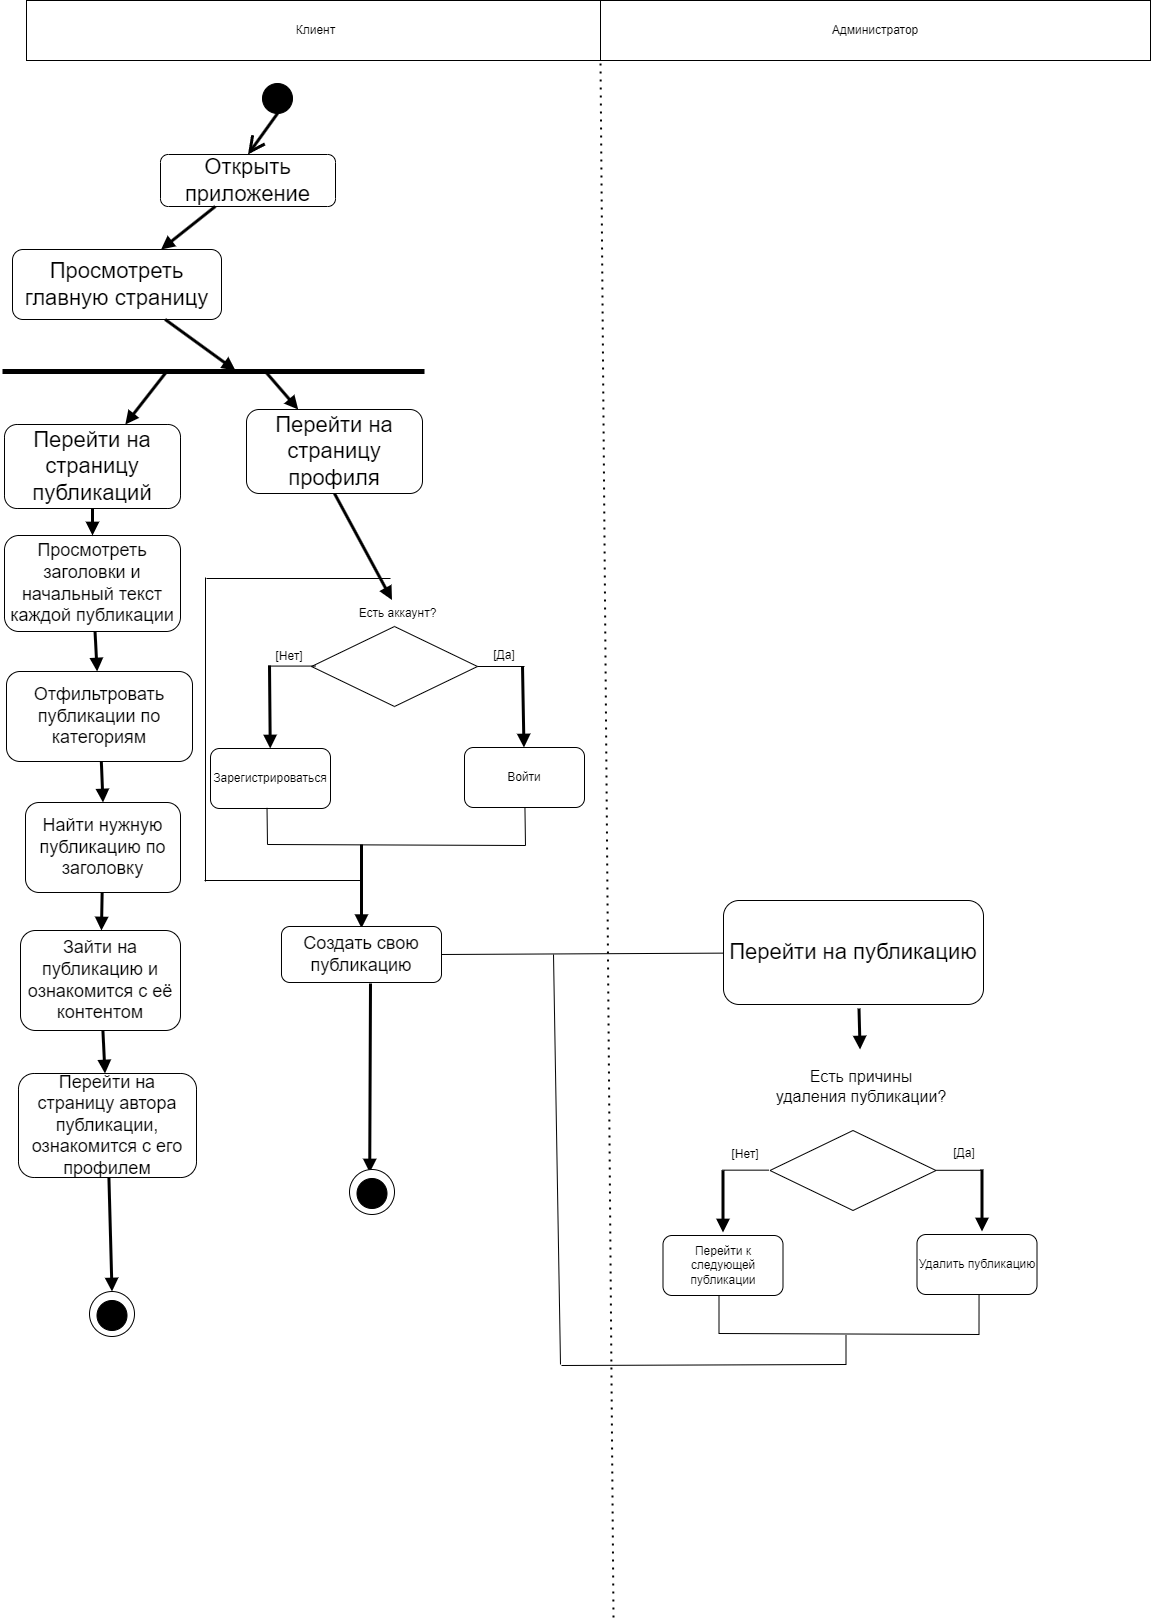 Клиент
Администратор
Открыть
приложение
Просмотреть
главную страницу
Перейти на
страницу
публикаций
Перейти на
страницу
профиля
Просмотреть
заголовки и
начальный текст
каждой публикации
Есть аккаунт?
[Нет]
[Да]
Отфильтровать
публикации по
категориям
Зарегистрироваться
Войти
Найти нужную
публикацию по
заголовку
Зайти на
публикацию и
ознакомится с её
контентом
Создать свою
публикацию
Перейти на публикацию
Перейти на
страницу автора
публикации,
ознакомится с его
профилем
Есть причины
удаления публикации?
[Нет]
[Да]
Перейти к
следующей
публикации
Удалить публикацию